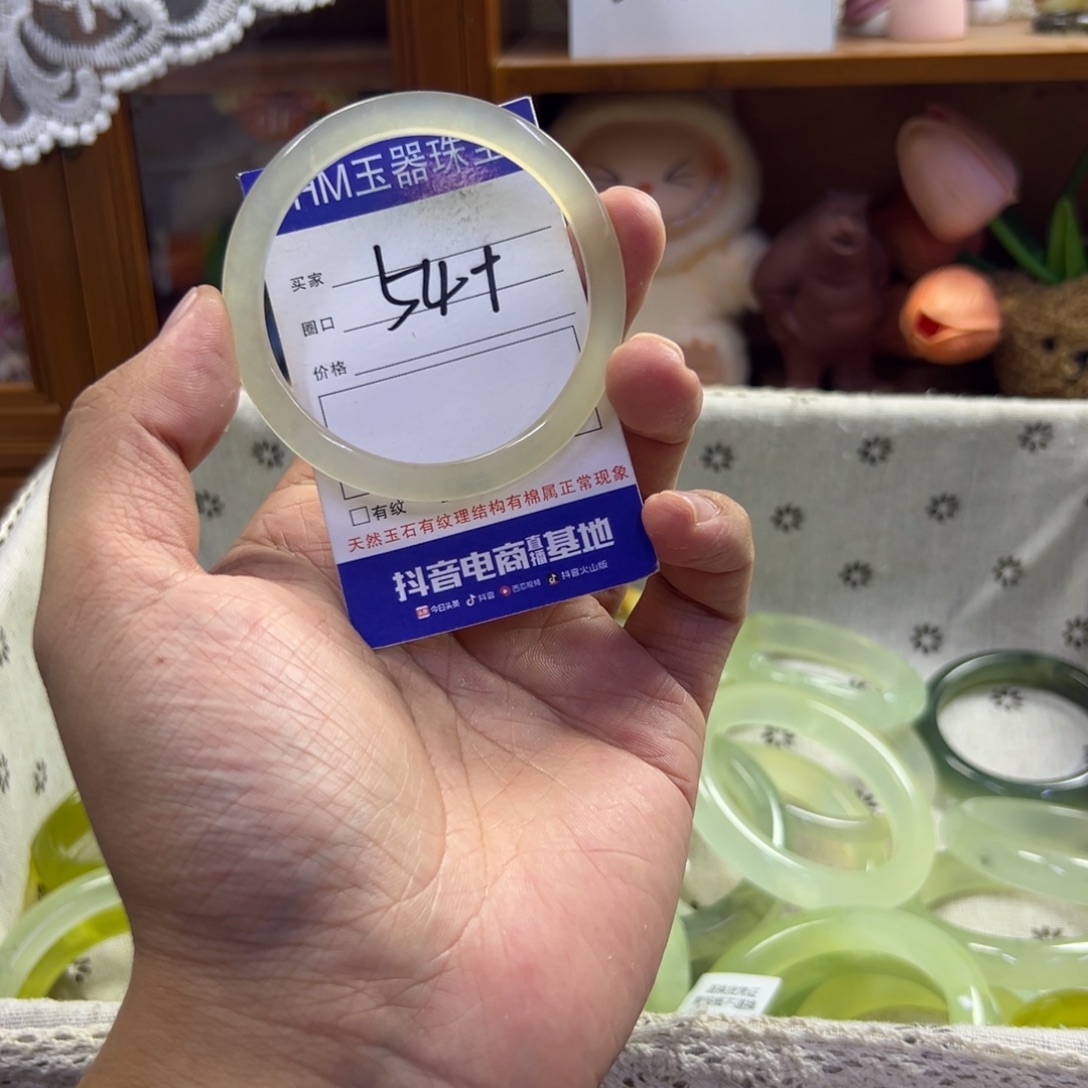 HM玉器珠宝
买家
54+
圈口
价格
有纹
天然玉石有纹理结构有棉属正常现象
抖音电商直播基地
今日头条 抖音 西瓜视频 抖音火山版